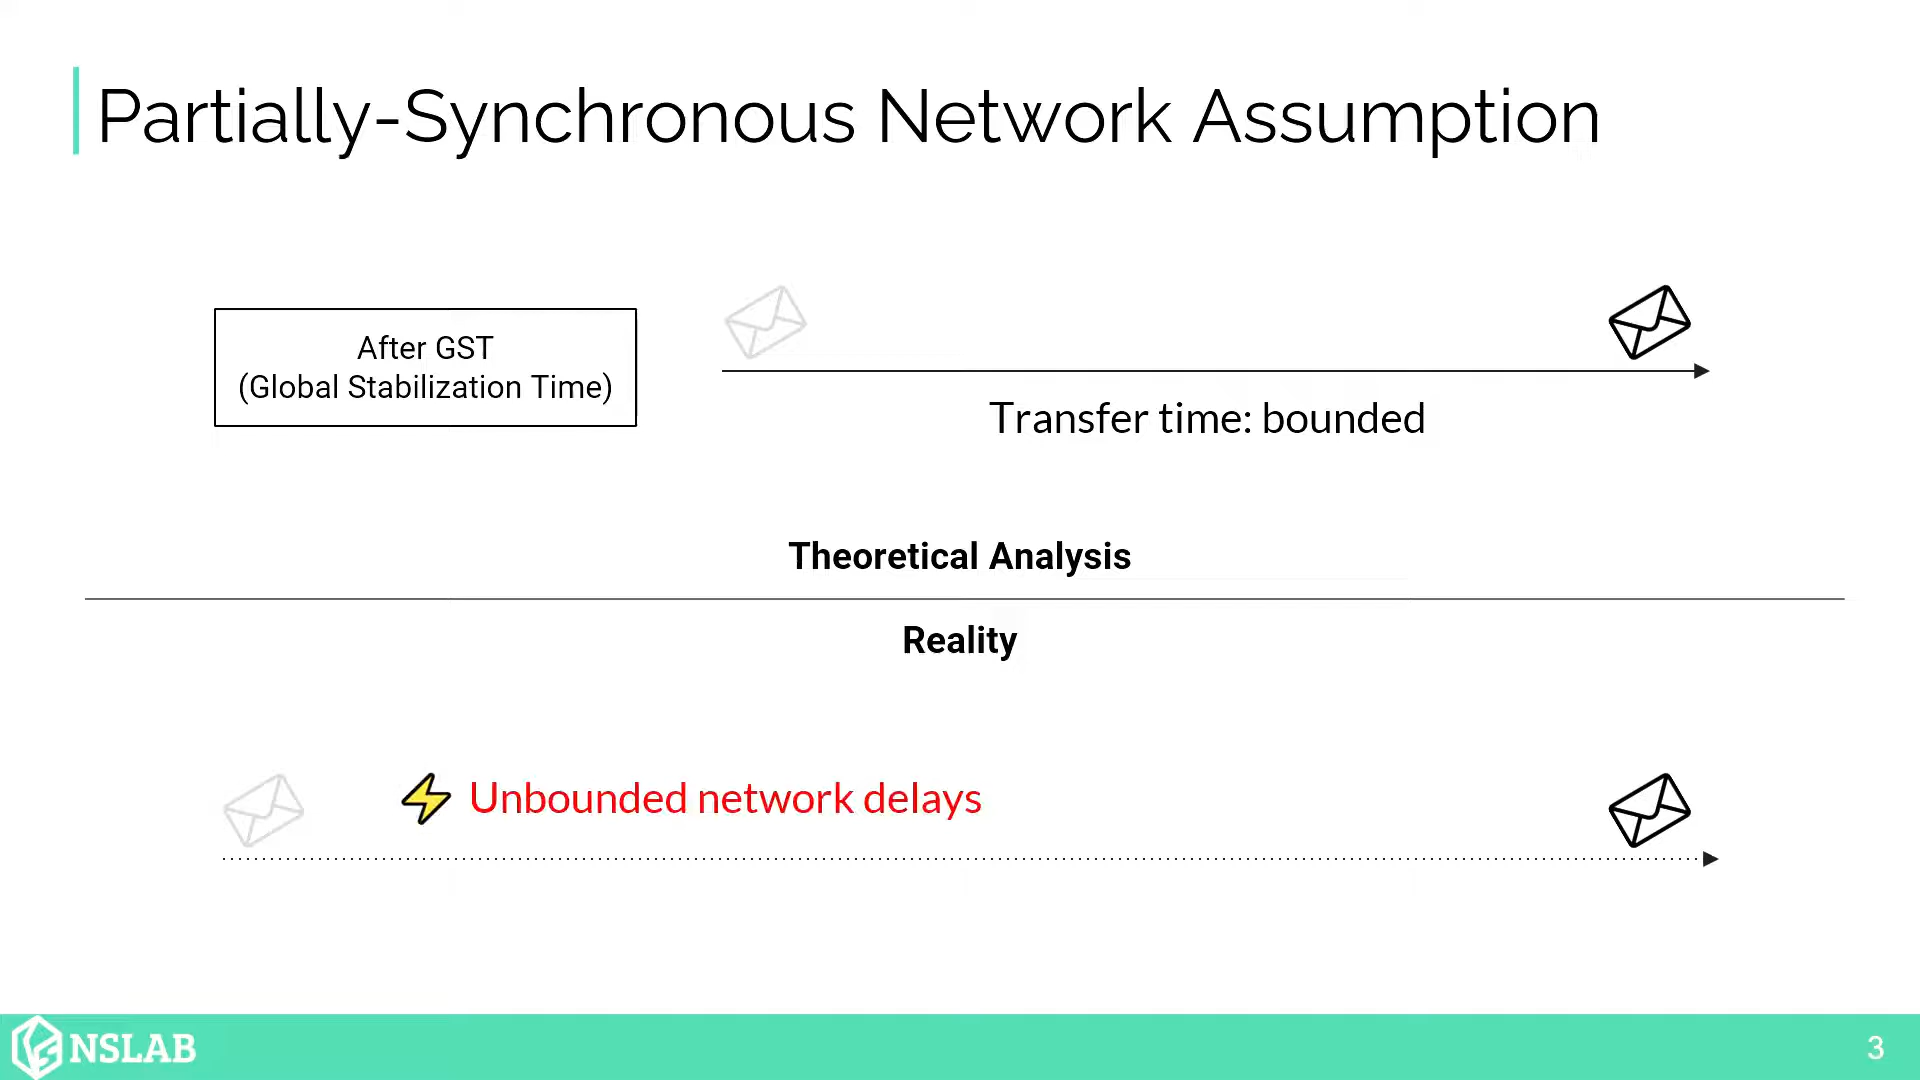 Partially-Synchronous Network Assumption
After GST
(Global Stabilization Time)
Transfer time: bounded
Theoretical Analysis
Reality
Unbounded network delays
NSLAB
3